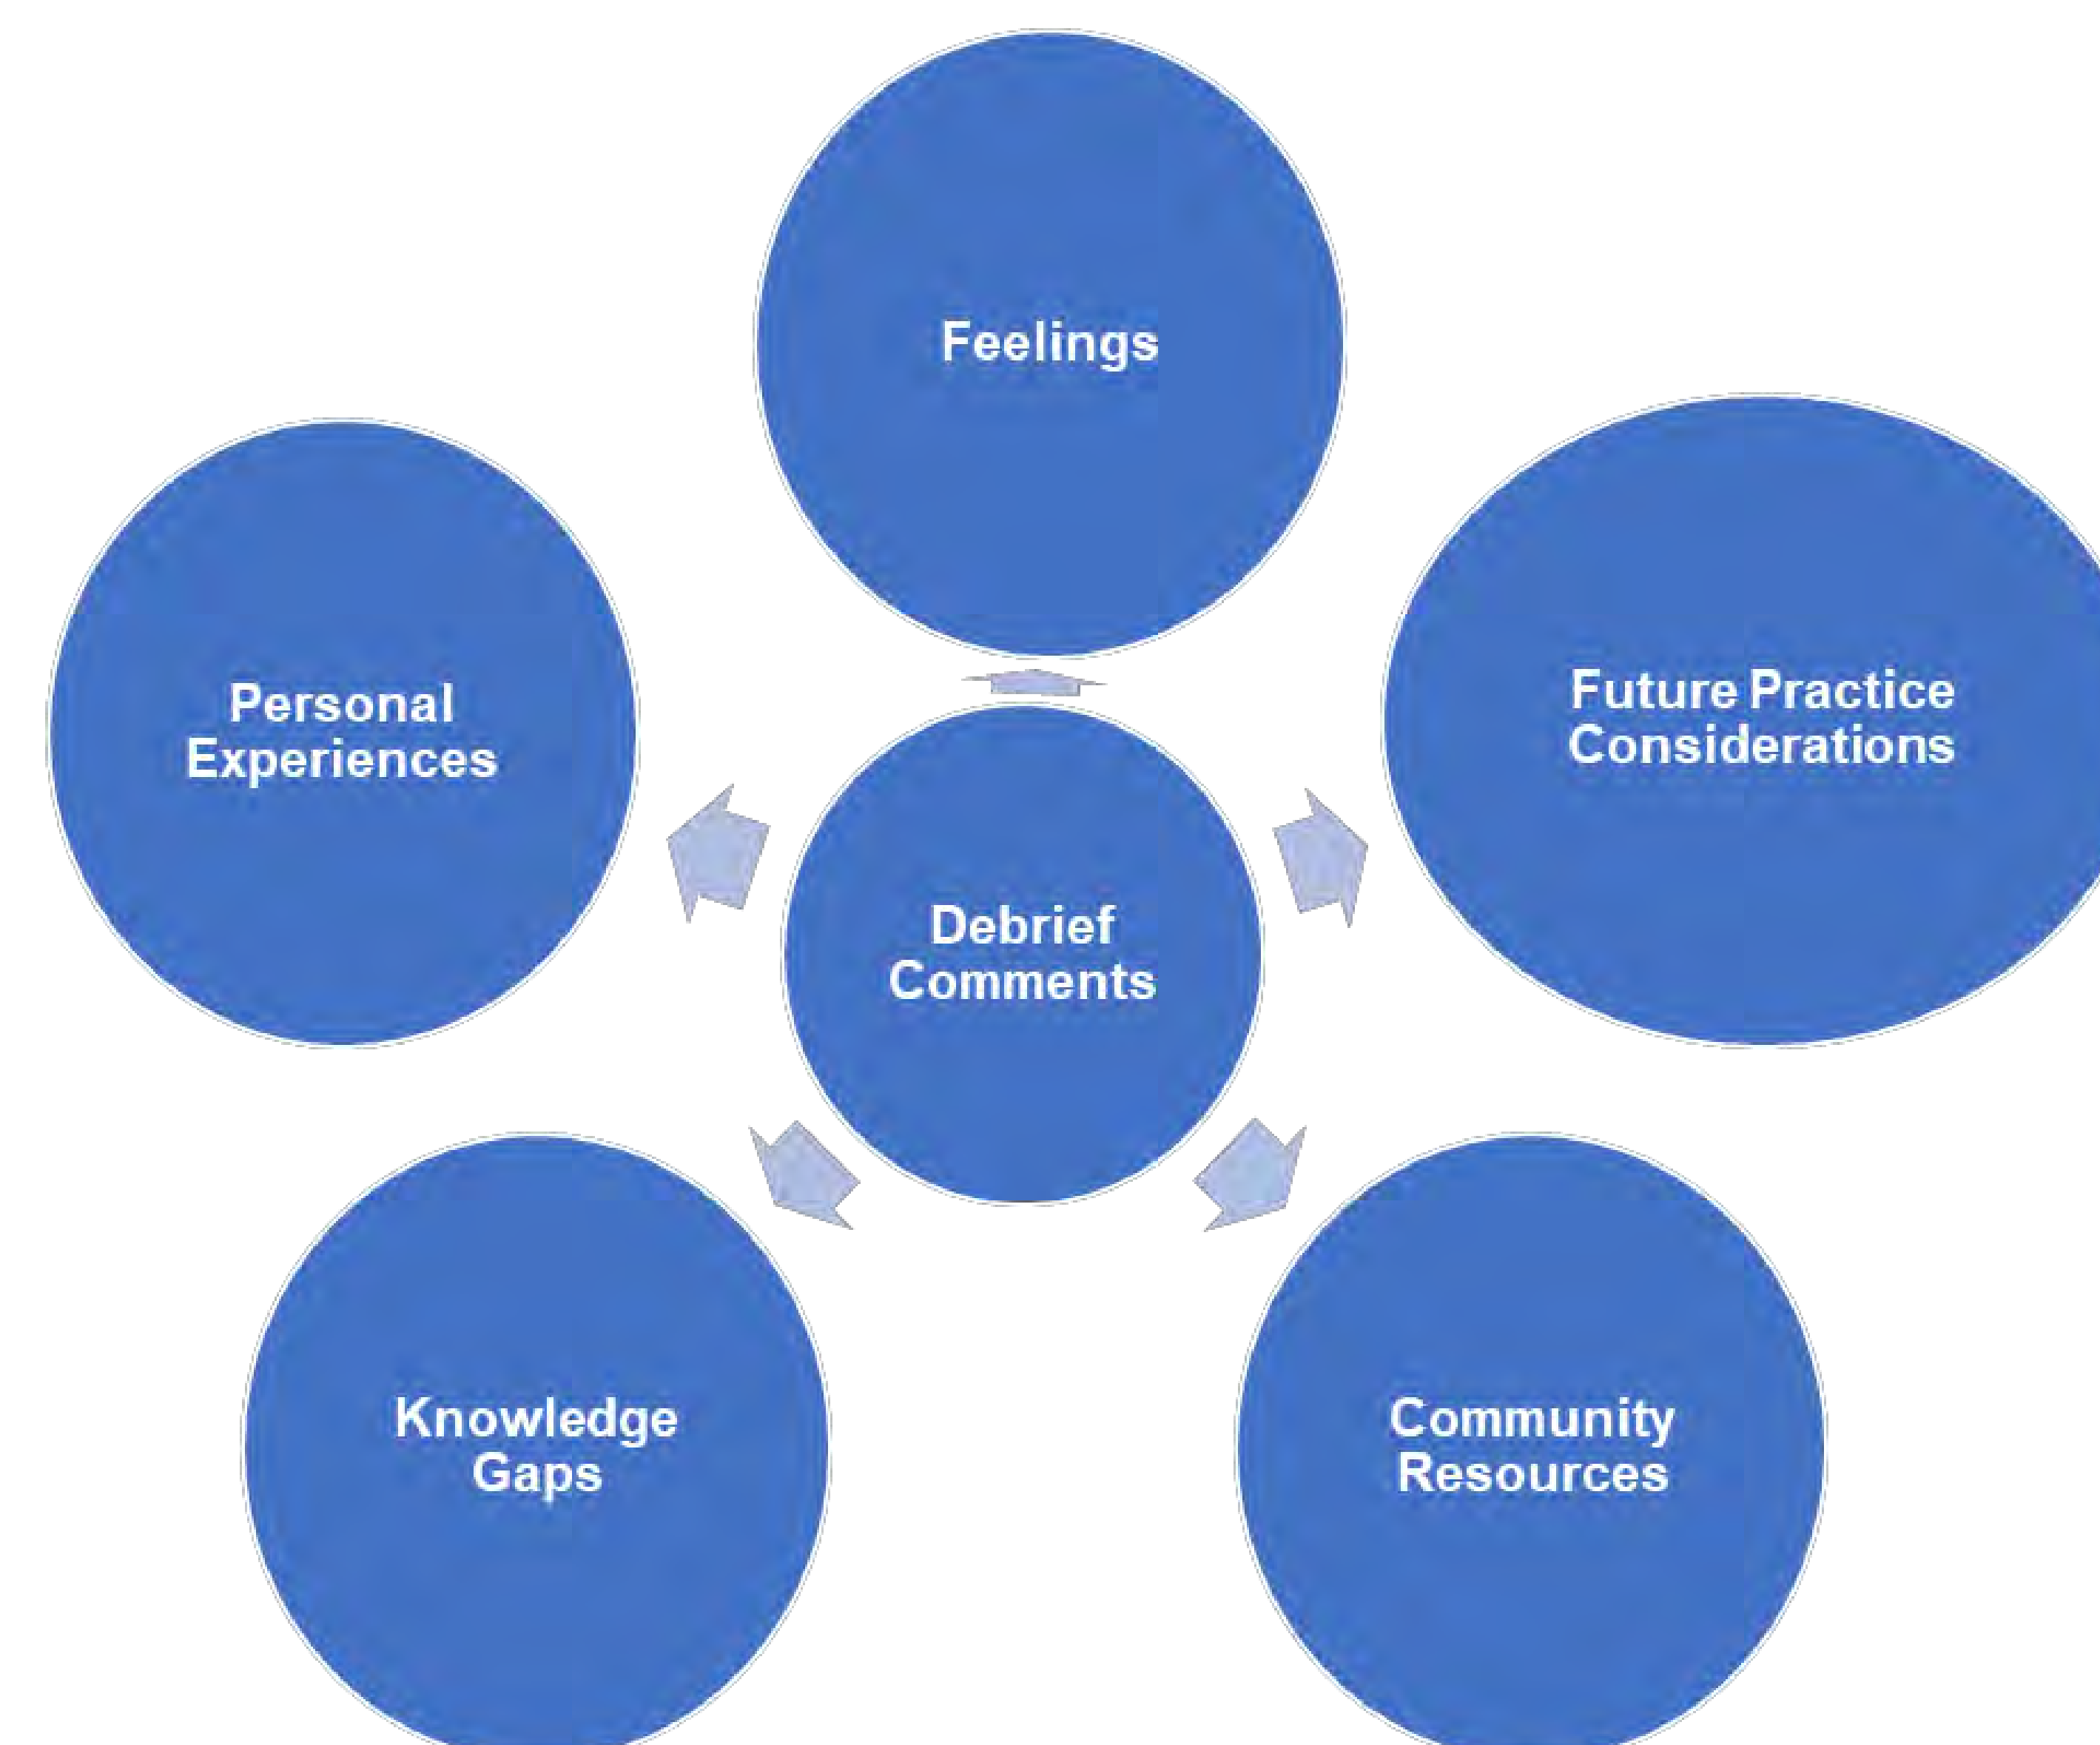 Feelings
Future Practice
Considerations
Personal
Experiences
Debrief
Comments
Knowledge
Gaps
Community
Resources